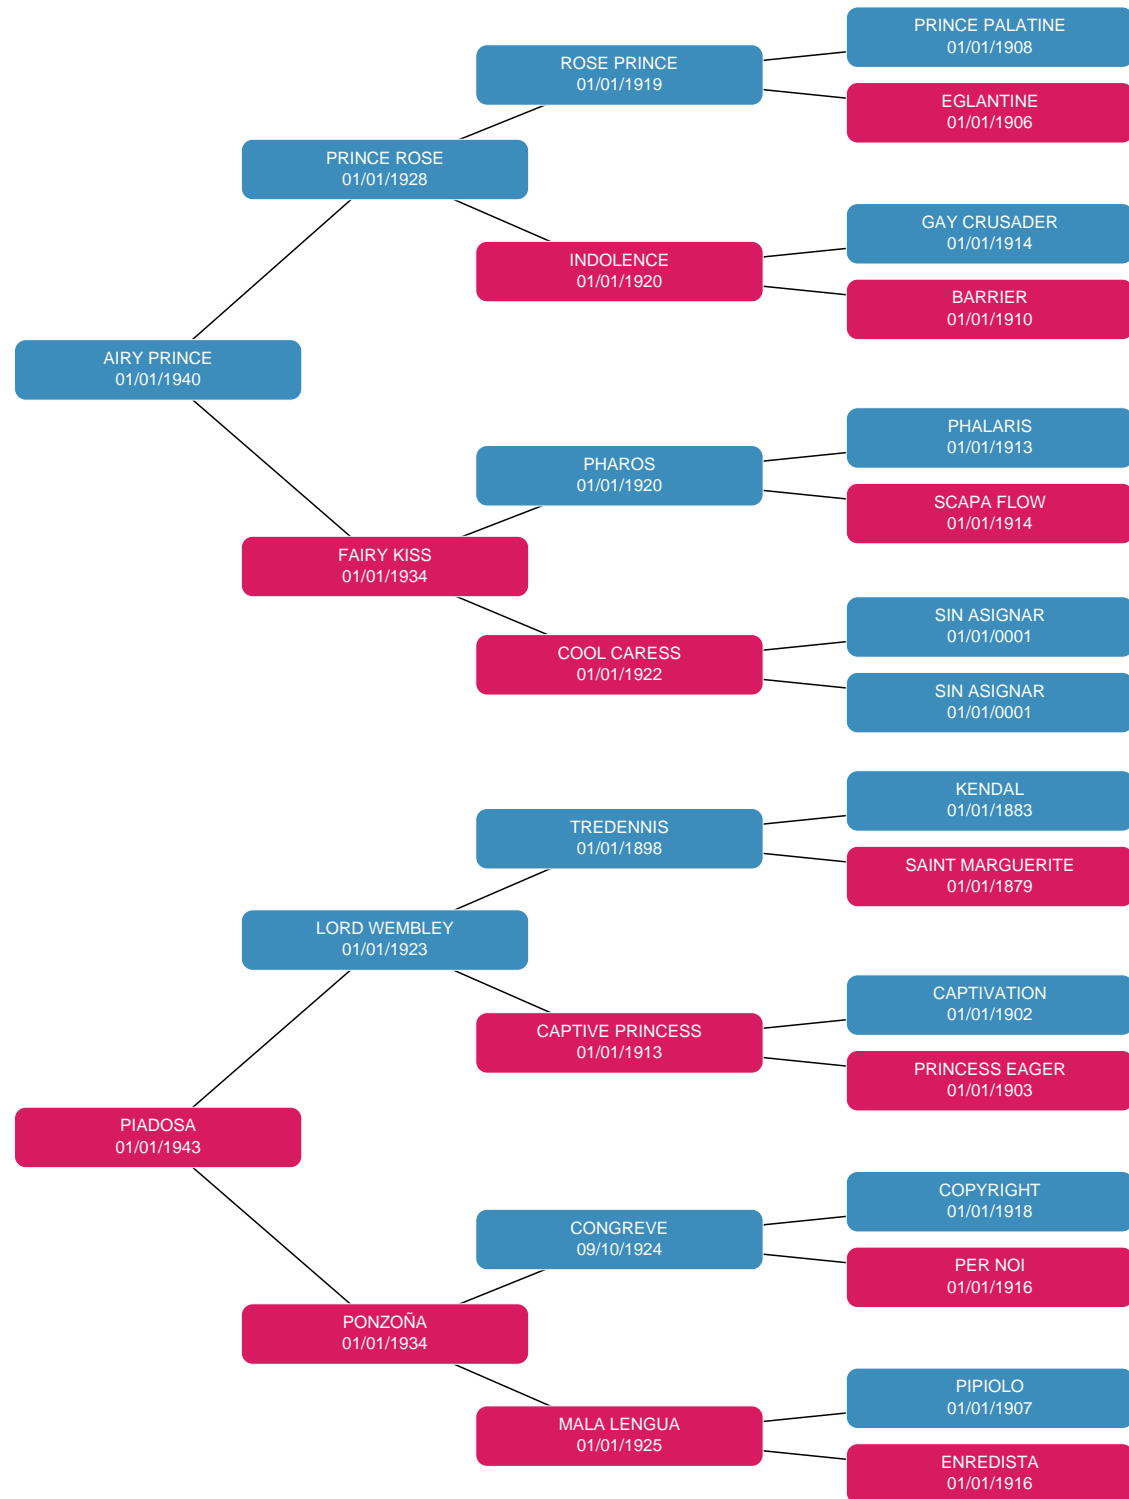 PRINCE PALATINE
01/01/1908
ROSE PRINCE
01/01/1919
EGLANTINE
01/01/1906
PRINCE ROSE
01/01/1928
GAY CRUSADER
01/01/1914
INDOLENCE
01/01/1920
BARRIER
01/01/1910
AIRY PRINCE
01/01/1940
PHALARIS
01/01/1913
PHAROS
01/01/1920
SCAPA FLOW
01/01/1914
FAIRY KISS
01/01/1934
SIN ASIGNAR
01/01/0001
COOL CARESS
01/01/1922
SIN ASIGNAR
01/01/0001
KENDAL
01/01/1883
TREDENNIS
01/01/1898
SAINT MARGUERITE
01/01/1879
LORD WEMBLEY
01/01/1923
CAPTIVATION
01/01/1902
CAPTIVE PRINCESS
01/01/1913
PRINCESS EAGER
01/01/1903
PIADOSA
01/01/1943
COPYRIGHT
01/01/1918
CONGREVE
09/10/1924
PER NOI
01/01/1916
PONZOÑA
01/01/1934
PIPIOLO
01/01/1907
MALA LENGUA
01/01/1925
ENREDISTA
01/01/1916